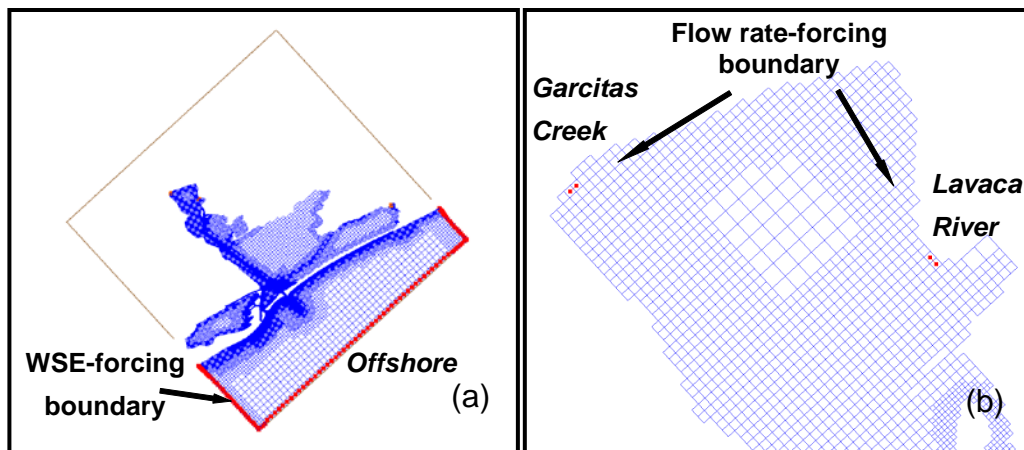 WSE-forcing
boundary
Offshore
(a)
Flow rate-forcing
boundary
Garcitas
Creek
Lavaca
River
(b)